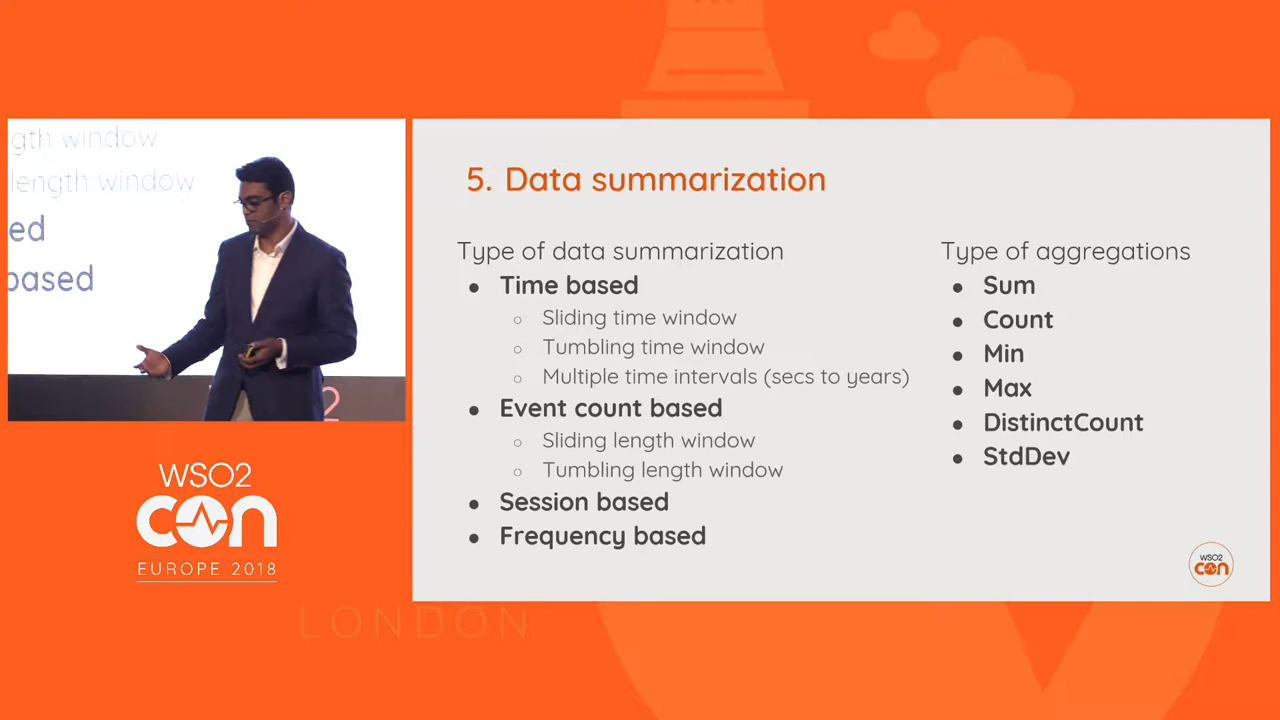 gth window
length window
ed
based
2
WSO2
con
EUROPE 2018
LONDON
5. Data summarization
Type of data summarization
● Time based
○ Sliding time window
○ Tumbling time window
○ Multiple time intervals (secs to years)
● Event count based
○ Sliding length window
○ Tumbling length window
● Session based
● Frequency based
Type of aggregations
● Sum
● Count
● Min
● Max
● DistinctCount
● StdDev
WSO2
con